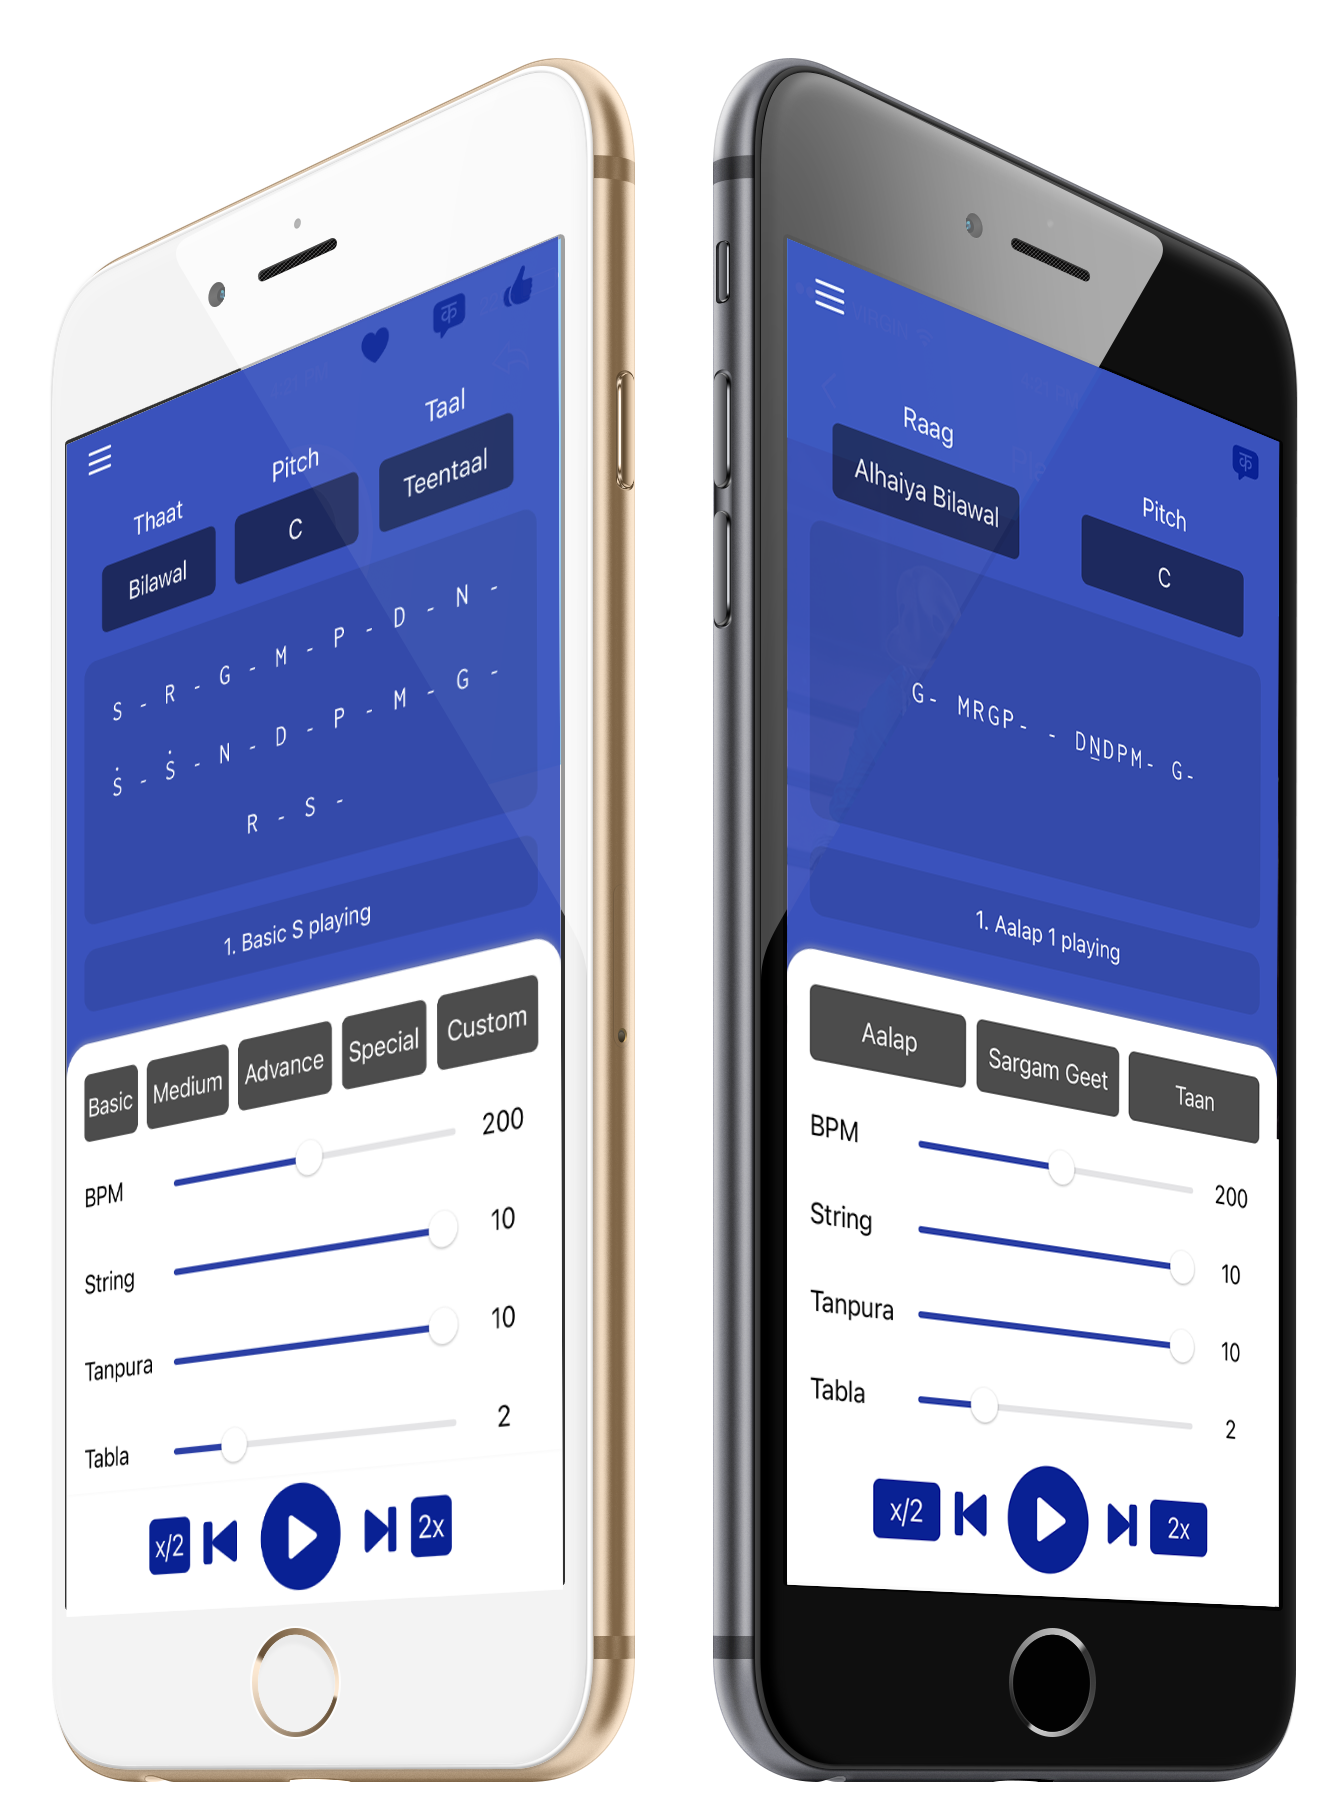 क
Taal
Pitch
Thaat
Teentaal
C
Bilawal
S - R - G - M - P - D - N -
Ṡ - Ṡ - N - D - P - M - G -
R - S -
1. Basic S playing
Basic Medium Advance Special Custom
BPM 200
String 10
Tanpura 10
Tabla 2
x/2 2x
क
Raag
Alhaiya Bilawal
Pitch
C
G- MRGP- - DN̲DPM- G-
1. Aalap 1 playing
Aalap Sargam Geet Taan
BPM 200
String 10
Tanpura 10
Tabla 2
x/2 2x